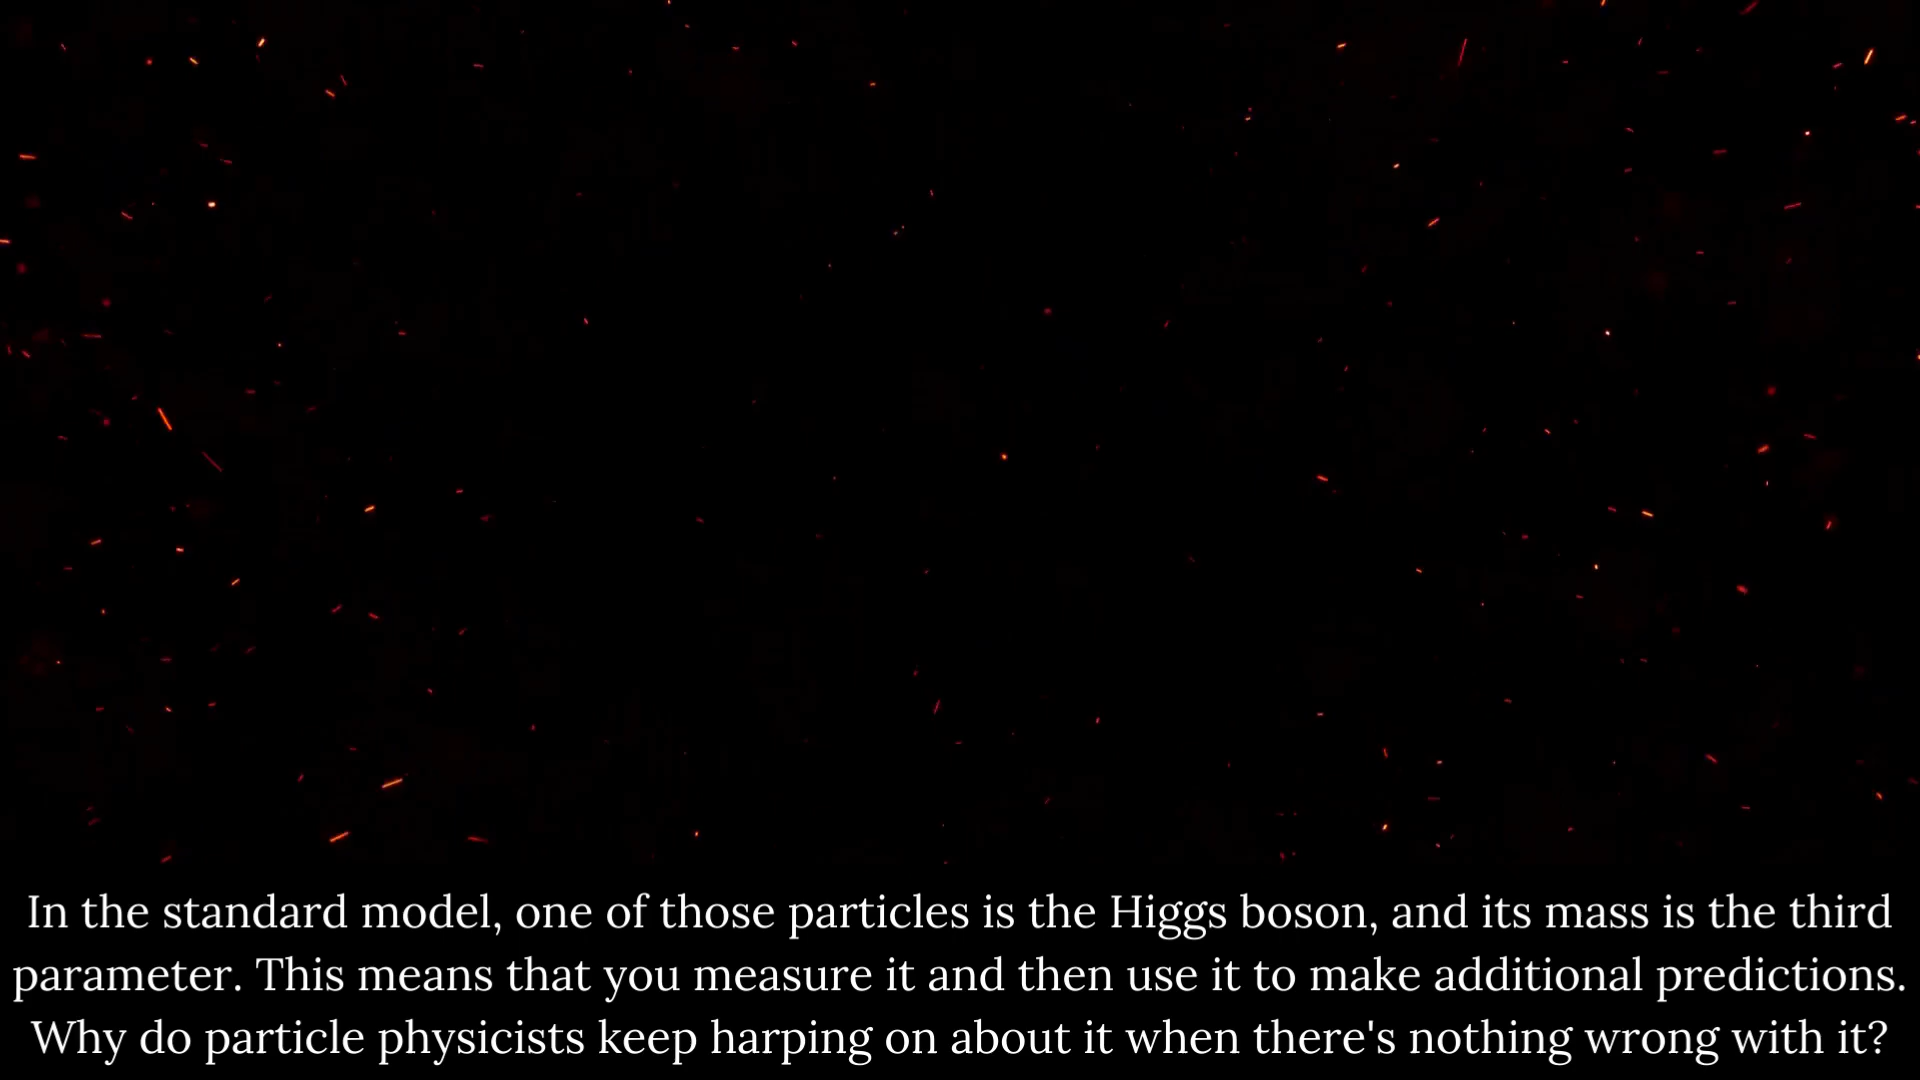 In the standard model, one of those particles is the Higgs boson, and its mass is the third
parameter. This means that you measure it and then use it to make additional predictions.
Why do particle physicists keep harping on about it when there's nothing wrong with it?